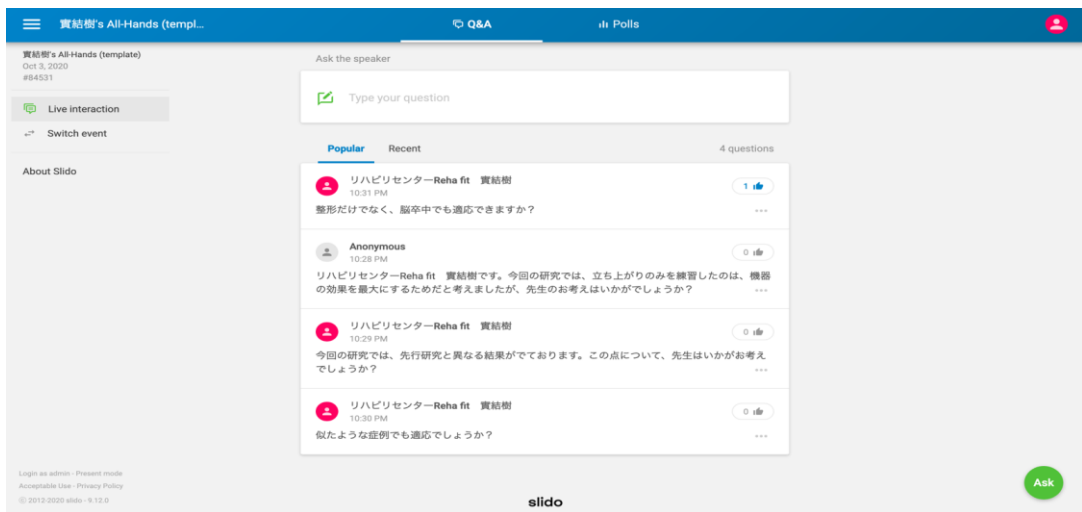 實結樹's All-Hands (templ...
Q&A
Polls
實結樹's All-Hands (template)
Oct 3, 2020
#84531
Live interaction
Switch event
About Slido
Ask the speaker
Type your question
Popular
Recent
4 questions
リハビリセンターReha fit　實結樹
10:31 PM
1
整形だけでなく、脳卒中でも適応できますか？
Anonymous
10:28 PM
0
リハビリセンターReha fit　實結樹です。今回の研究では、立ち上がりのみを練習したのは、機器
の効果を最大にするためだと考えましたが、先生のお考えはいかがでしょうか？
リハビリセンターReha fit　實結樹
10:29 PM
0
今回の研究では、先行研究と異なる結果がでております。この点について、先生はいかがお考え
でしょうか？
リハビリセンターReha fit　實結樹
10:30 PM
0
似たような症例でも適応でしょうか？
Login as admin - Present mode
Acceptable Use - Privacy Policy
© 2012-2020 slido - 9.12.0
slido
Ask